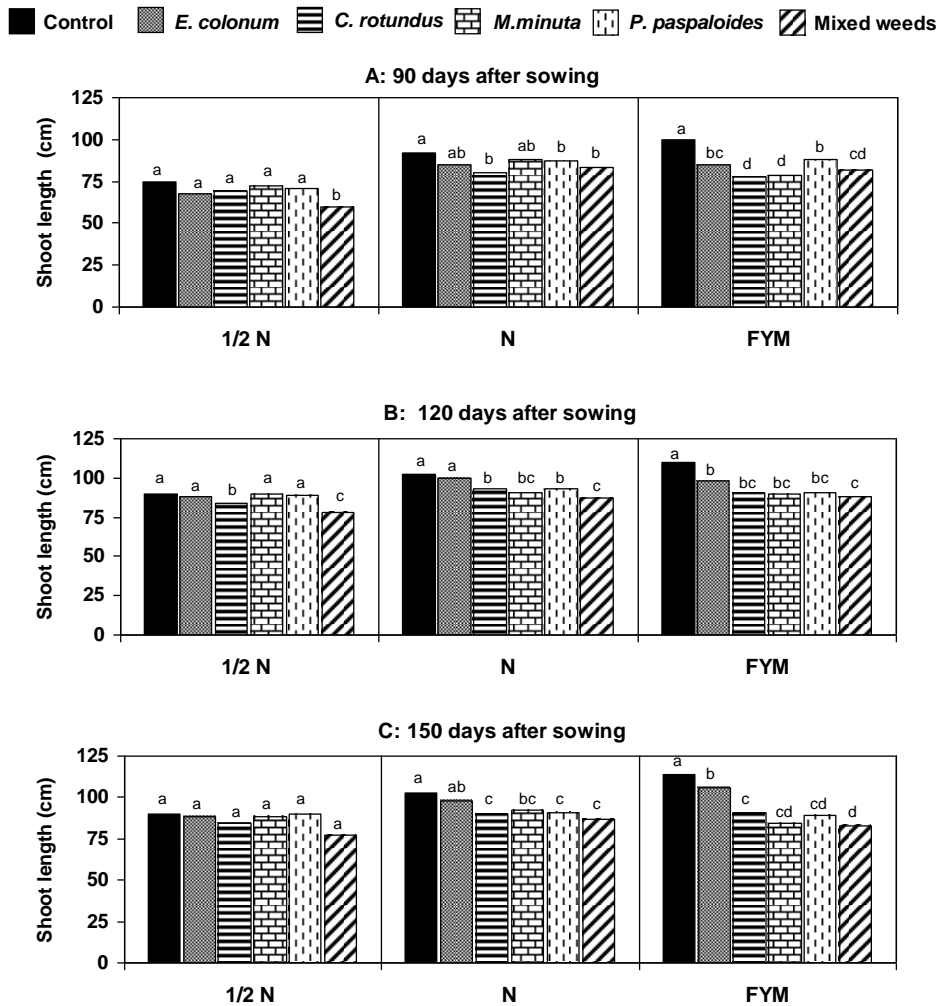 Control E. colonum C. rotundus M.minuta P. paspaloides Mixed weeds
A: 90 days after sowing
Shoot length (cm)
125
100
75
50
25
0
a a a a a b
a ab b ab b b
a bc d d b cd
1/2 N N FYM
B: 120 days after sowing
Shoot length (cm)
125
100
75
50
25
0
a a b a a c
a a b bc b c
a b bc bc bc c
1/2 N N FYM
C: 150 days after sowing
Shoot length (cm)
125
100
75
50
25
0
a a a a a a
a ab c bc c c
a b c cd cd d
1/2 N N FYM